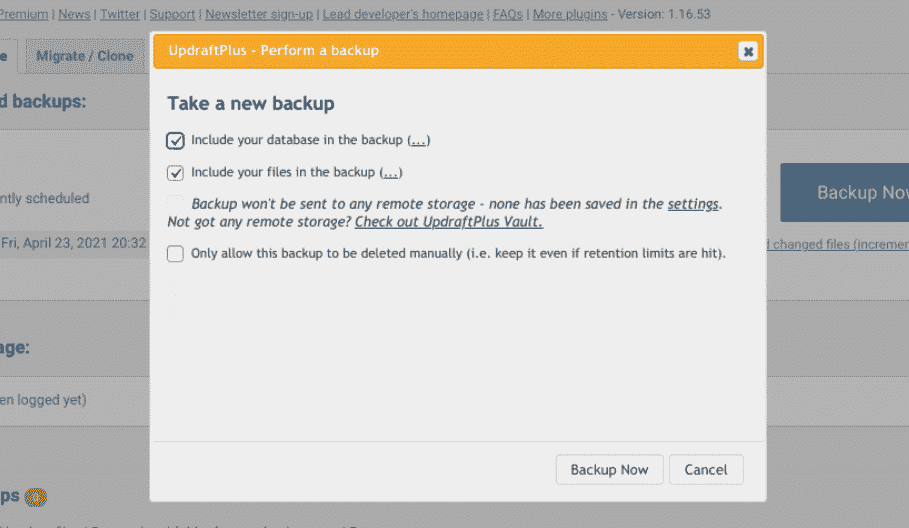 Premium | News | Twitter | Support | Newsletter sign-up | Lead developer's homepage | FAQs | More plugins - Version: 1.16.53
UpdraftPlus - Perform a backup
Migrate / Clone
d backups:
Take a new backup
Include your database in the backup (...)
Include your files in the backup (...)
ntly scheduled
Backup Now
Backup won't be sent to any remote storage - none has been saved in the settings.
Not got any remote storage? Check out UpdraftPlus Vault.
Fri, April 23, 2021 20:32
d changed files (increment
Only allow this backup to be deleted manually (i.e. keep it even if retention limits are hit).
age:
en logged yet)
Backup Now
Cancel
ps